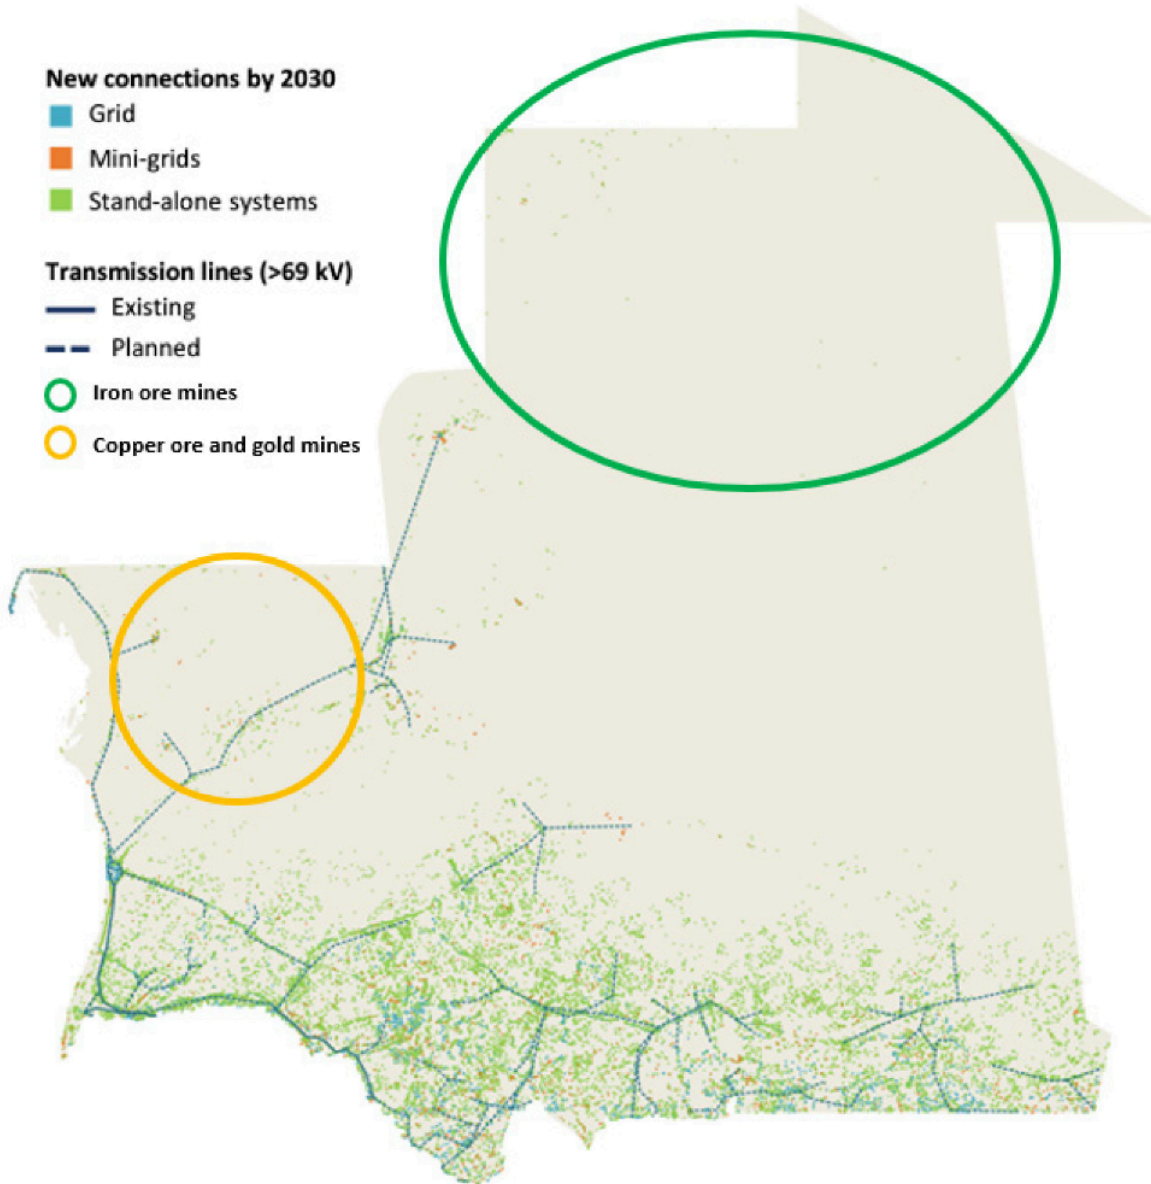 New connections by 2030
Grid
Mini-grids
Stand-alone systems
Transmission lines (>69 kV)
Existing
Planned
Iron ore mines
Copper ore and gold mines